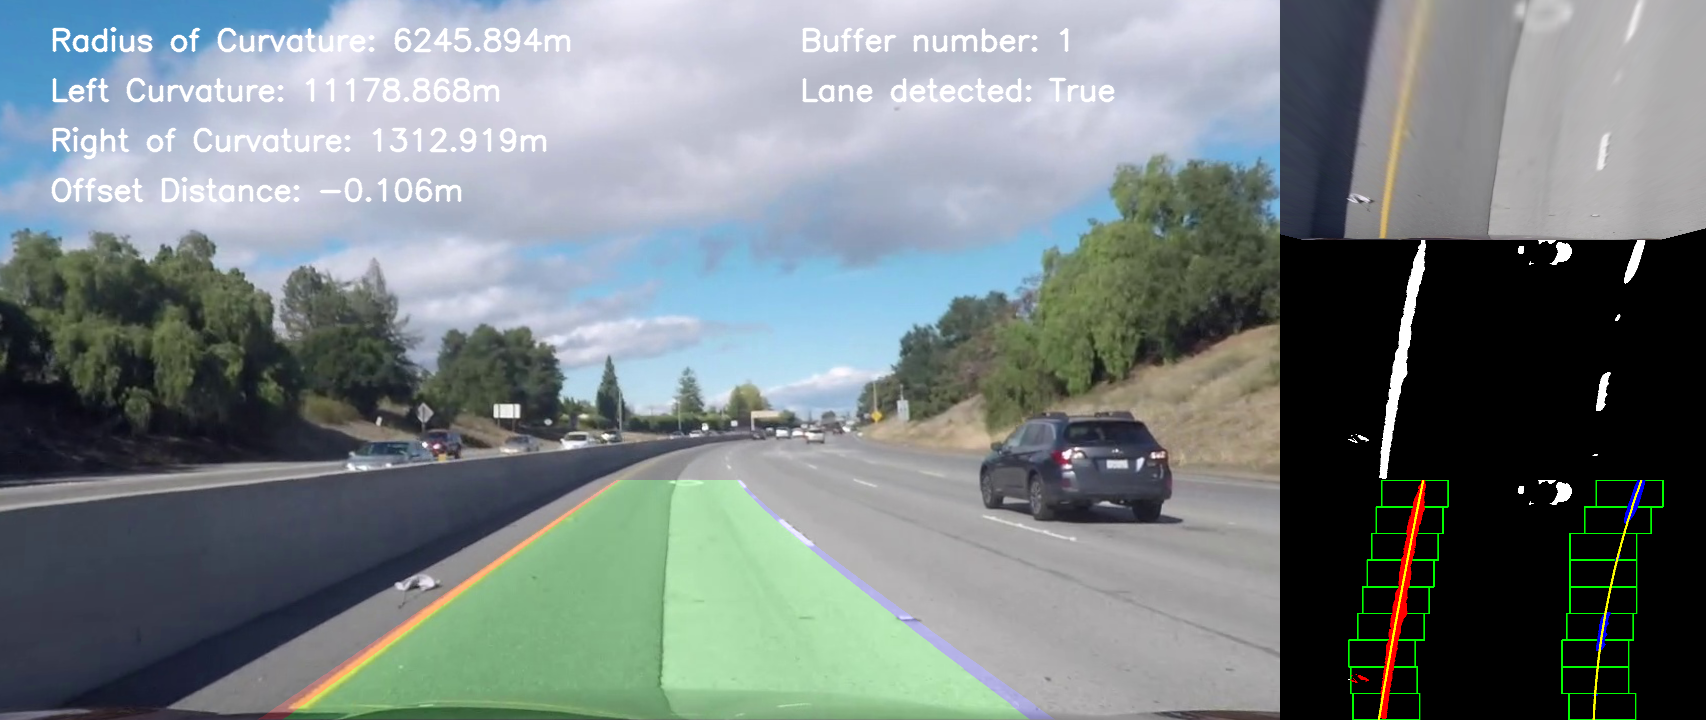 Radius of Curvature: 6245.894m
Left Curvature: 11178.868m
Right of Curvature: 1312.919m
Offset Distance: -0.106m
Buffer number: 1
Lane detected: True